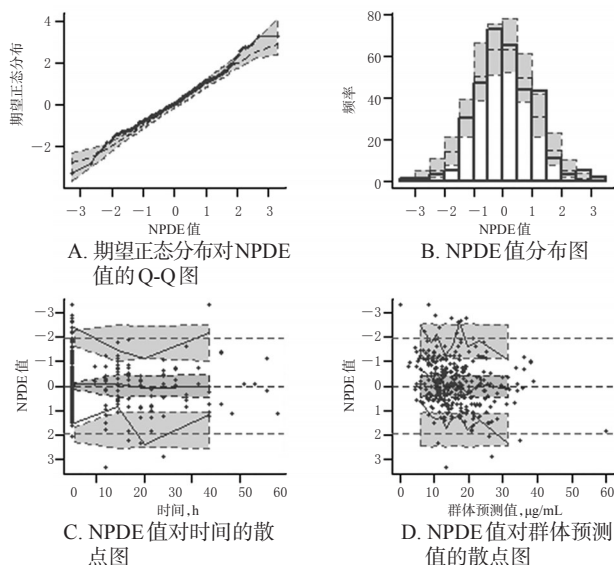 4
2
0
−2
期望正态分布
−3 −2 −1 0 1 2 3
NPDE值
A. 期望正态分布对NPDE
值的Q-Q图
80
60
40
20
0
频率
−3 −2 −1 0 1 2 3
NPDE值
B. NPDE值分布图
−3
−2
−1
0
1
2
3
NPDE值
0 10 20 30 40 50 60
时间,h
C. NPDE值对时间的散
点图
−3
−2
−1
0
1
2
3
NPDE值
0 10 20 30 40 50 60
群体预测值,μg/mL
D. NPDE值对群体预测
值的散点图